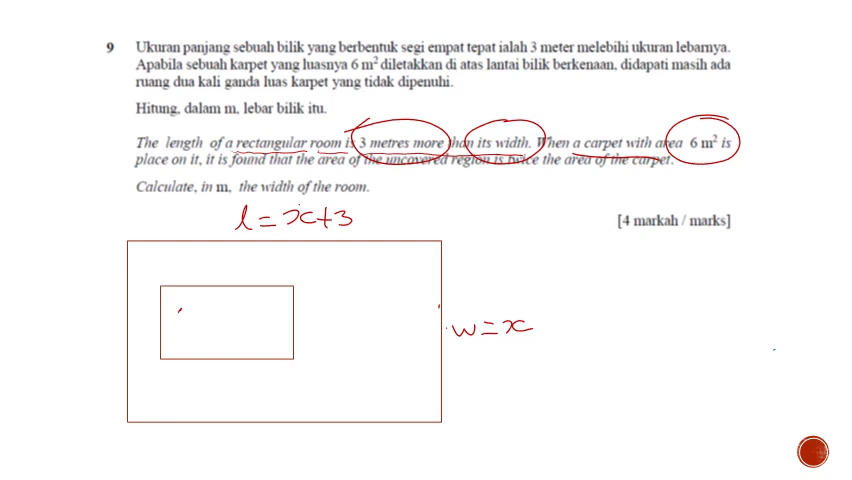 9 Ukuran panjang sebuah bilik yang berbentuk segi empat tepat ialah 3 meter melebihi ukuran lebarnya.
Apabila sebuah karpet yang luasnya 6 m² diletakkan di atas lantai bilik berkenaan, didapati masih ada
ruang dua kali ganda luas karpet yang tidak dipenuhi.
Hitung, dalam m, lebar bilik itu.
The length of a rectangular room is 3 metres more than its width. When a carpet with area 6 m² is
place on it, it is found that the area of the uncovered region is twice the area of the carpet.
Calculate, in m, the width of the room.
l = x + 3
[4 markah / marks]
w = x